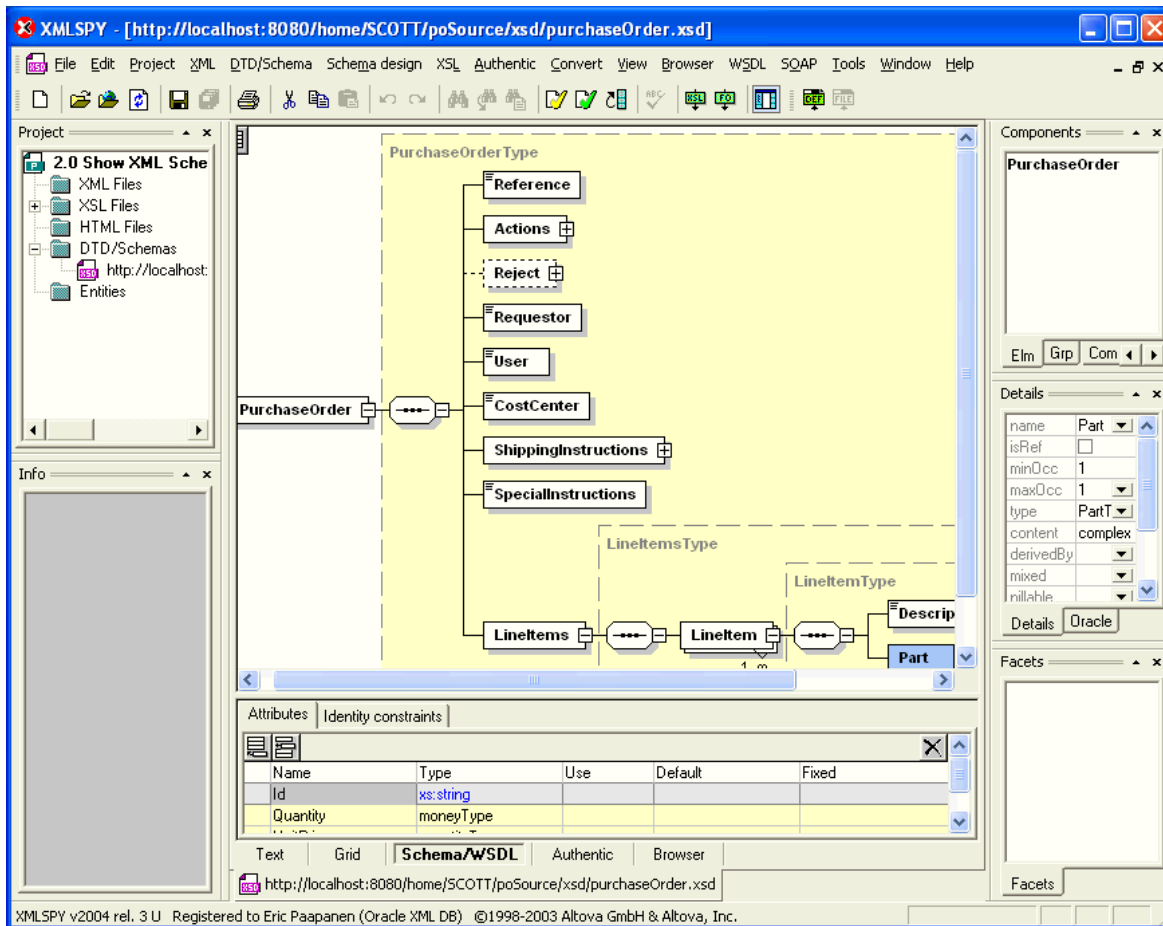 XMLSPY - [http://localhost:8080/home/SCOTT/poSource/xsd/purchaseOrder.xsd]
File Edit Project XML DTD/Schema Schema design XSL Authentic Convert View Browser WSDL SOAP Tools Window Help
Project
2.0 Show XML Sche
XML Files
XSL Files
HTML Files
DTD/Schemas
http://localhost:
Entities
Info
PurchaseOrderType
Reference
Actions
Reject
Requestor
User
PurchaseOrder
CostCenter
ShippingInstructions
SpecialInstructions
LineItemsType
LineItemType
LineItems
LineItem
Descrip
Part
Attributes Identity constraints
Name Type Use Default Fixed
Id xs:string
Quantity moneyType
Text Grid Schema/WSDL Authentic Browser
http://localhost:8080/home/SCOTT/poSource/xsd/purchaseOrder.xsd
Components
PurchaseOrder
Elm Grp Com
Details
name Part
isRef
minOcc 1
maxOcc 1
type PartT
content complex
derivedBy
mixed
nillable
Details Oracle
Facets
Facets
XMLSPY v2004 rel. 3 U Registered to Eric Paapanen (Oracle XML DB) ©1998-2003 Altova GmbH & Altova, Inc.